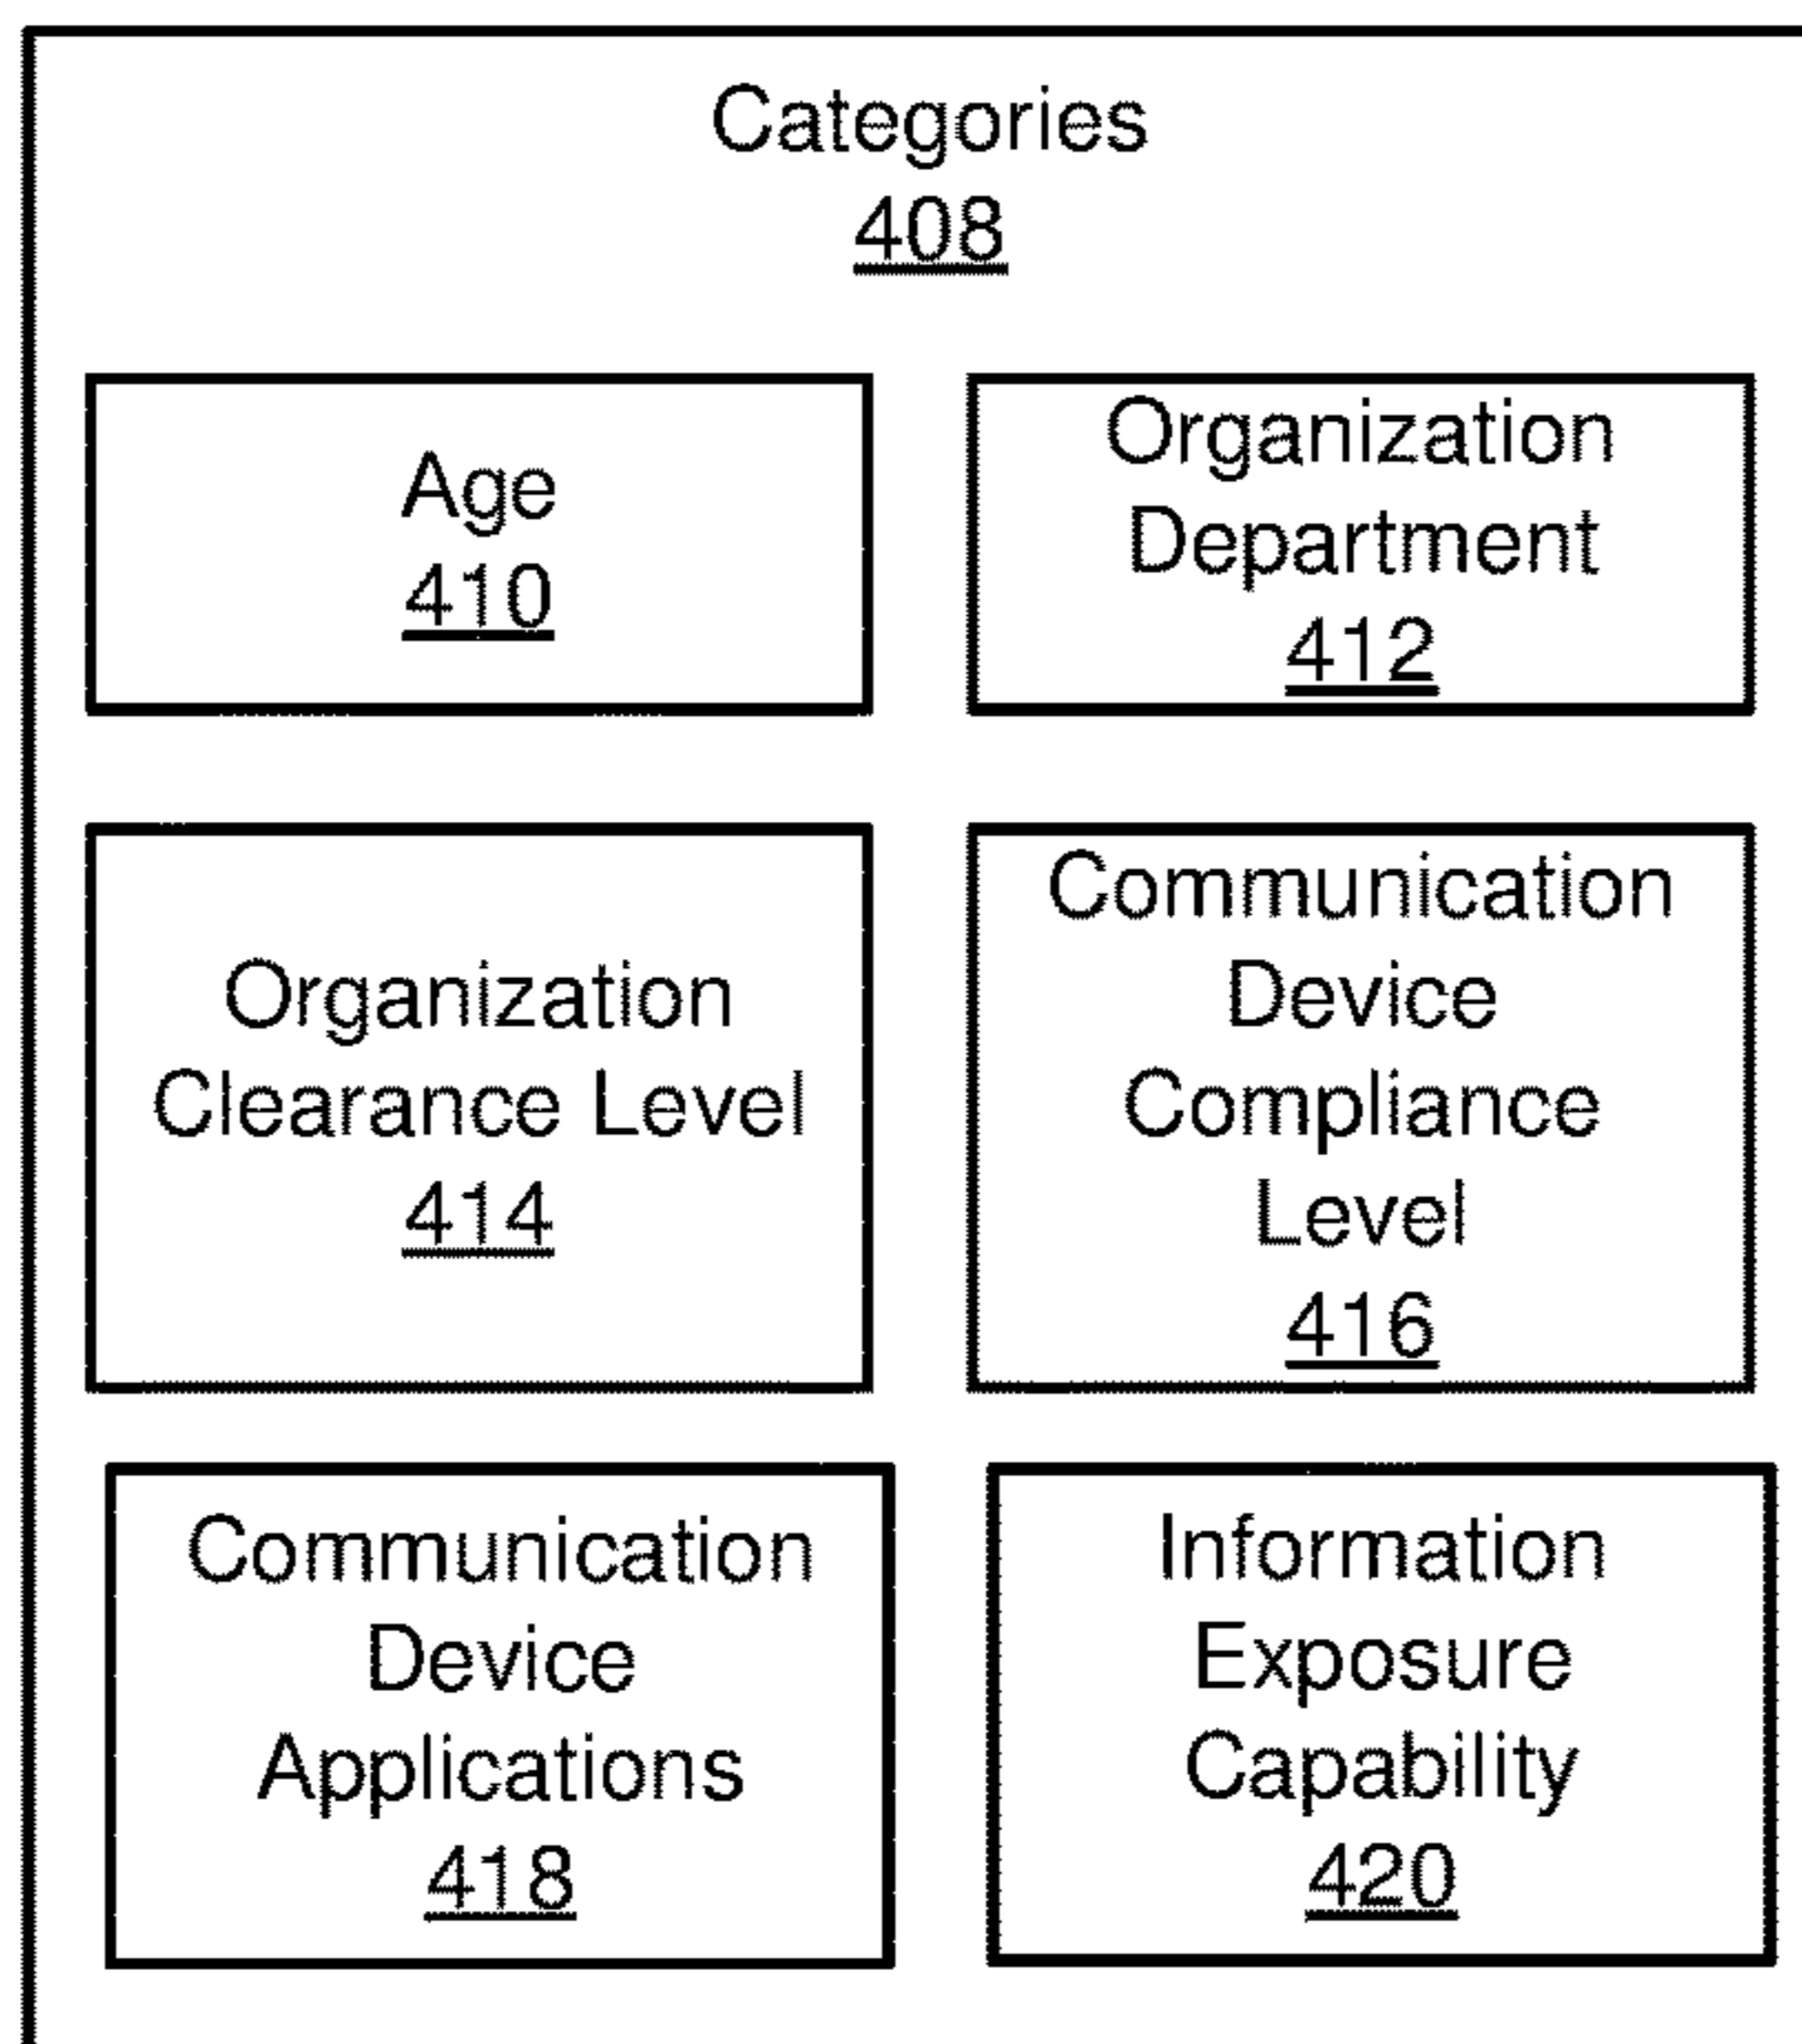 Categories
408
Age
410
Organization
Department
412
Organization
Clearance Level
414
Communication
Device
Compliance
Level
416
Communication
Device
Applications
418
Information
Exposure
Capability
420